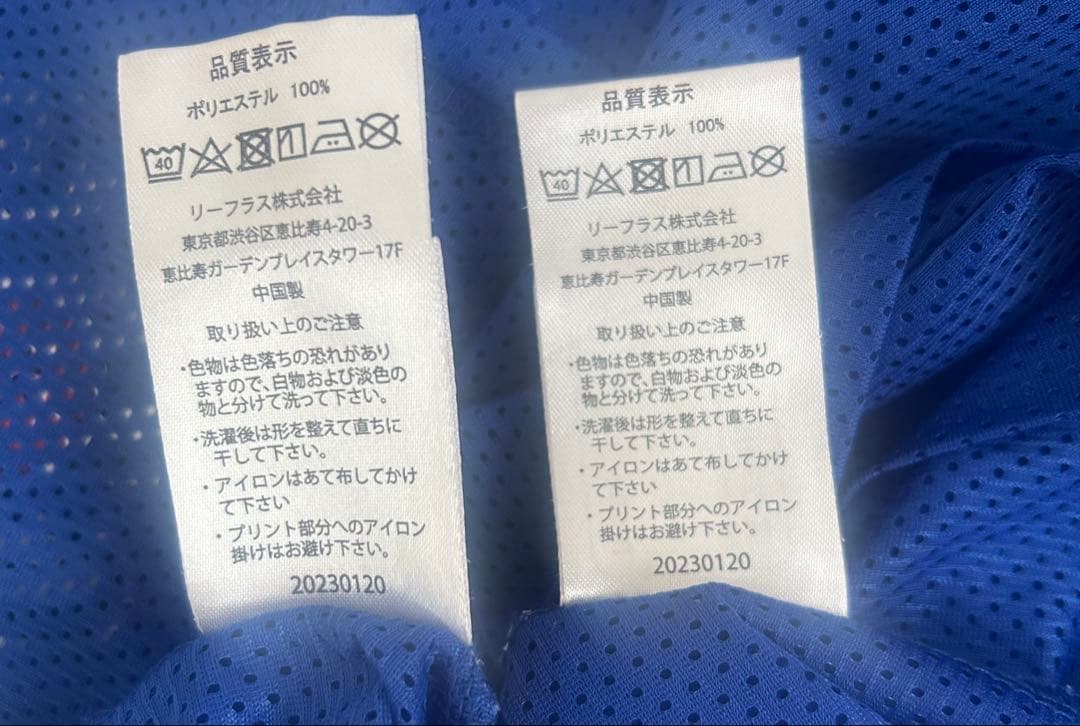 品質表示
ポリエステル 100%
40
リーフラス株式会社
東京都渋谷区恵比寿4-20-3
恵比寿ガーデンプレイスタワー17F
中国製
取り扱い上のご注意
・色物は色落ちの恐れがあり
ますので、白物および淡色の
物と分けて洗って下さい。
・洗濯後は形を整えて直ちに
干して下さい。
・アイロンはあて布してかけ
て下さい
・プリント部分へのアイロン
掛けはお避け下さい。
20230120
品質表示
ポリエステル 100%
40
リーフラス株式会社
東京都渋谷区恵比寿4-20-3
恵比寿ガーデンプレイスタワー17F
中国製
取り扱い上のご注意
・色物は色落ちの恐れがあり
ますので、白物および淡色の
物と分けて洗って下さい。
・洗濯後は形を整えて直ちに
干して下さい。
・アイロンはあて布してかけ
て下さい
・プリント部分へのアイロン
掛けはお避け下さい。
20230120